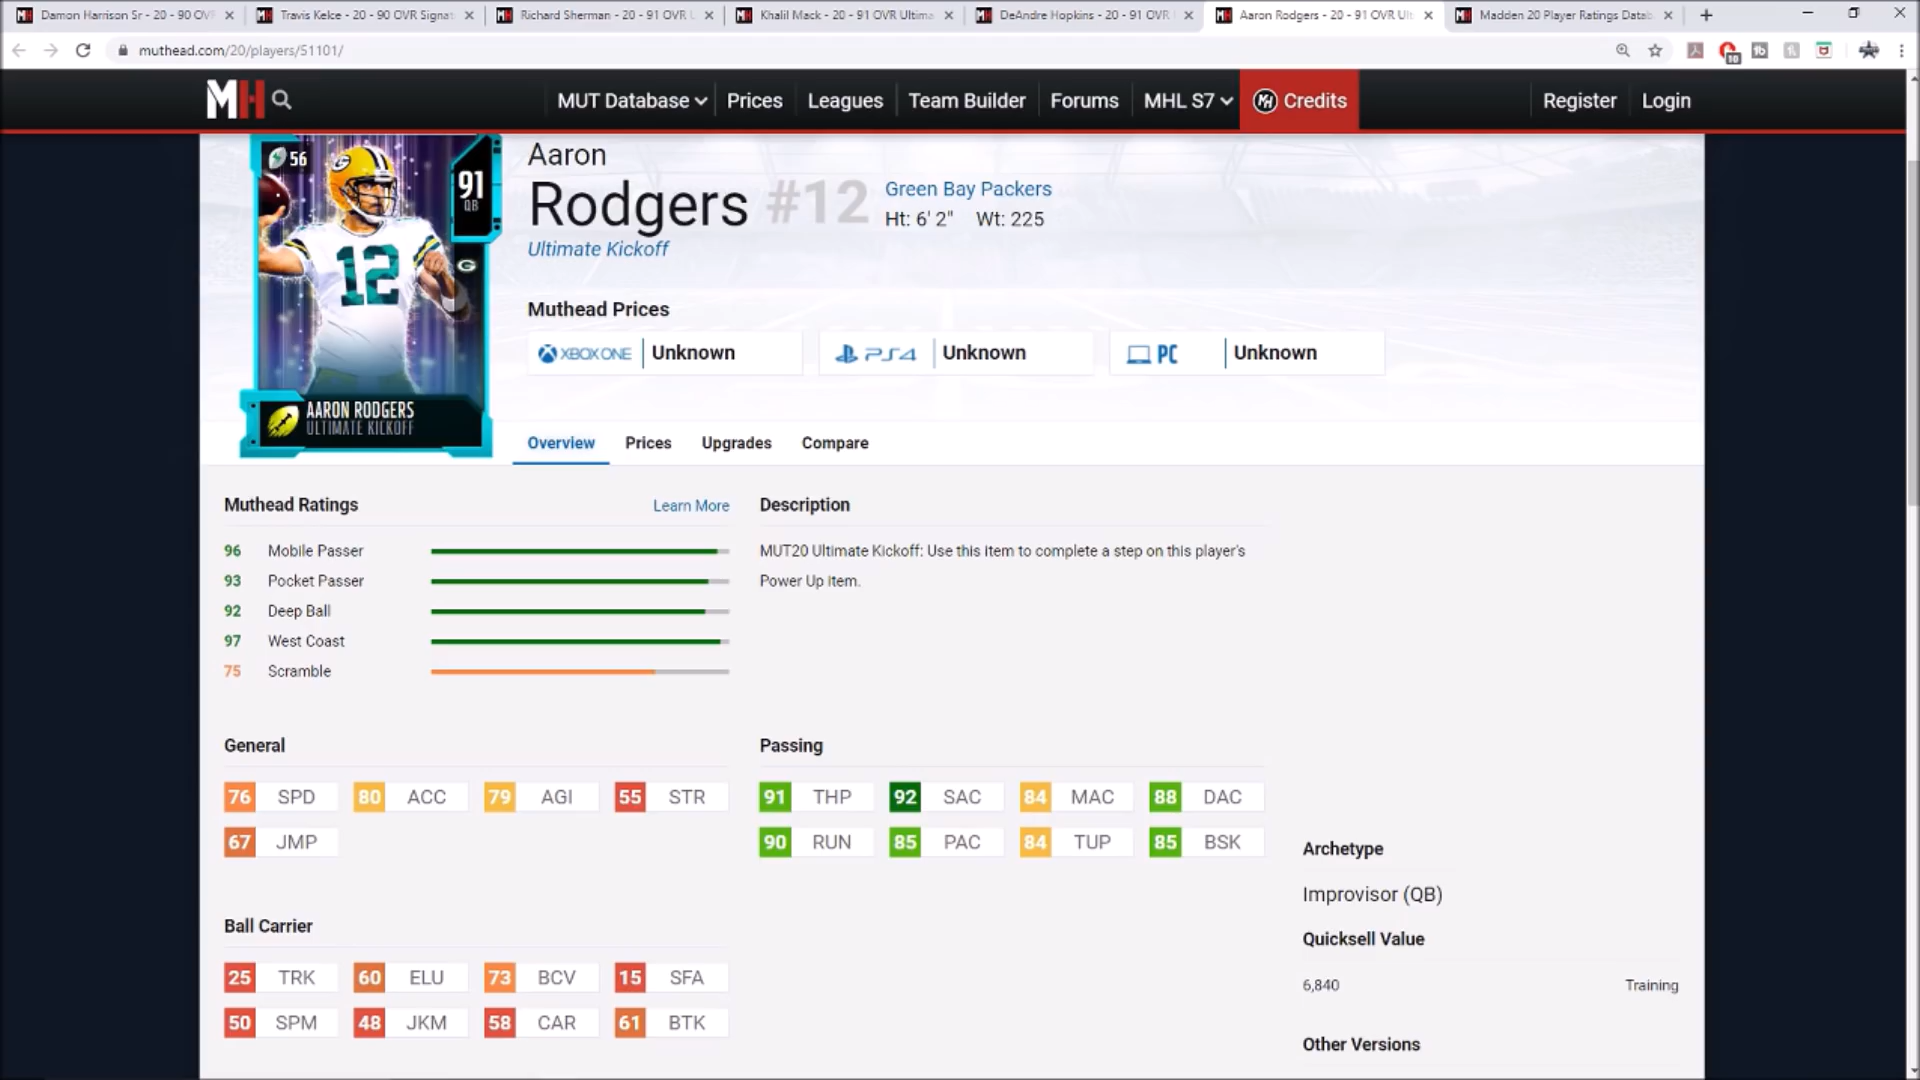 Damon Harrison Sr - 20 - 90 OVR
Travis Kelce - 20 - 90 OVR Signat
Richard Sherman - 20 - 91 OVR U
Khalil Mack - 20 - 91 OVR Ultima
DeAndre Hopkins - 20 - 91 OVR
Aaron Rodgers - 20 - 91 OVR Ulti
Madden 20 Player Ratings Datab
muthead.com/20/players/51101/
10
MH
MUT Database
Prices
Leagues
Team Builder
Forums
MHL S7
Credits
Register
Login
56
91
QB
G
12
AARON RODGERS
ULTIMATE KICKOFF
Aaron
Rodgers #12
Green Bay Packers
Ht: 6' 2" Wt: 225
Ultimate Kickoff
Muthead Prices
XBOX ONE Unknown
PS4 Unknown
PC Unknown
Overview
Prices
Upgrades
Compare
Muthead Ratings
Learn More
96 Mobile Passer
93 Pocket Passer
92 Deep Ball
97 West Coast
75 Scramble
Description
MUT20 Ultimate Kickoff: Use this item to complete a step on this player's
Power Up item.
General
76 SPD 80 ACC 79 AGI 55 STR
67 JMP
Passing
91 THP 92 SAC 84 MAC 88 DAC
90 RUN 85 PAC 84 TUP 85 BSK
Ball Carrier
25 TRK 60 ELU 73 BCV 15 SFA
50 SPM 48 JKM 58 CAR 61 BTK
Archetype
Improvisor (QB)
Quicksell Value
6,840 Training
Other Versions